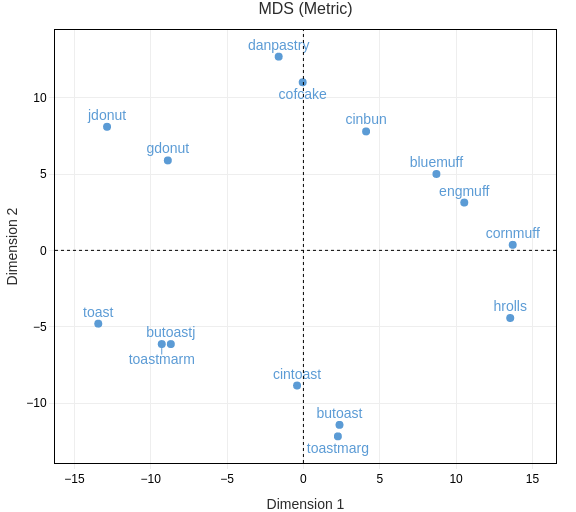 MDS (Metric)
danpastry
cofcake
jdonut
cinbun
gdonut
bluemuff
engmuff
cornmuff
hrolls
toast
butoastj
toastmarm
cintoast
butoast
toastmarg
10
5
0
−5
−10
−15
−10
−5
0
5
10
15
Dimension 1
Dimension 2